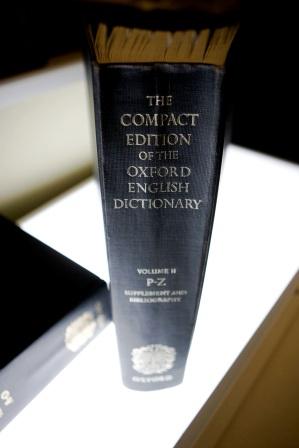 THE
COMPACT
EDITION
OF THE
OXFORD
ENGLISH
DICTIONARY
VOLUME II
P-Z
SUPPLEMENT AND
BIBLIOGRAPHY
OXFORD